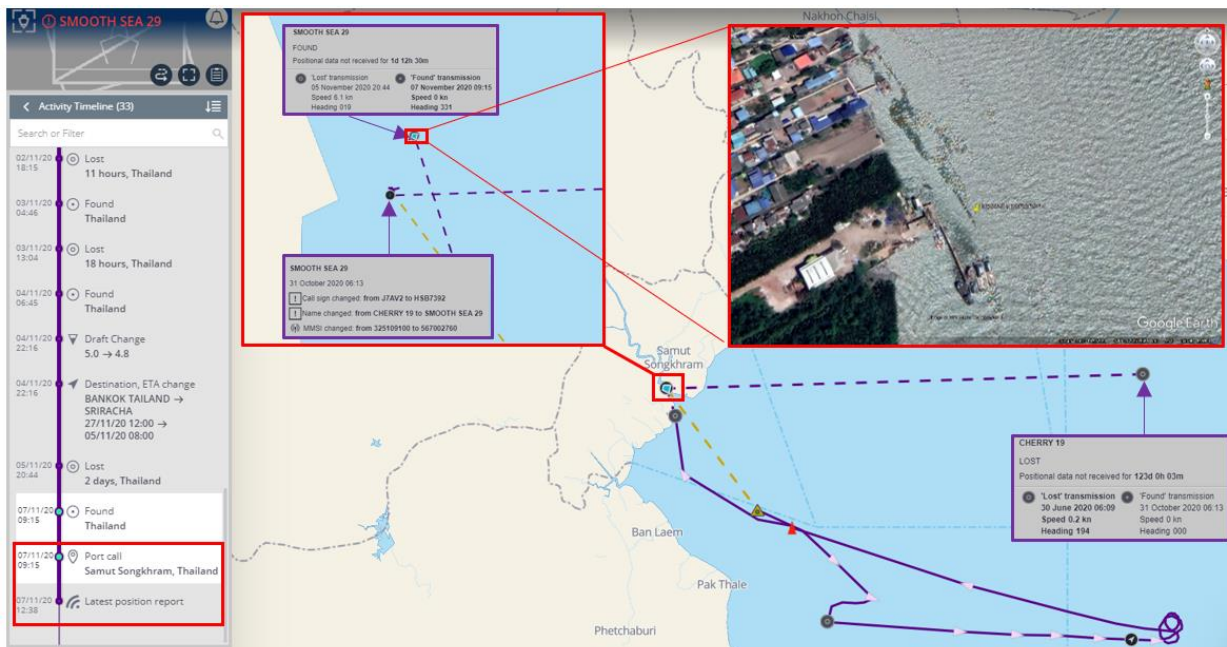 SMOOTH SEA 29
Activity Timeline (33)
Search or Filter
02/11/20
18:15
Lost
11 hours, Thailand
03/11/20
04:46
Found
Thailand
03/11/20
13:04
Lost
18 hours, Thailand
04/11/20
06:45
Found
Thailand
04/11/20
22:16
Draft Change
5.0 → 4.8
04/11/20
22:16
Destination, ETA change
BANKOK TAILAND →
SRIRACHA
27/11/20 12:00 →
05/11/20 08:00
05/11/20
20:44
Lost
2 days, Thailand
07/11/20
09:15
Found
Thailand
07/11/20
09:15
Port call
Samut Songkhram, Thailand
07/11/20
12:38
Latest position report
SMOOTH SEA 29
FOUND
Positional data not received for 1d 12h 30m
'Lost' transmission
05 November 2020 20:44
Speed 6.1 kn
Heading 019
'Found' transmission
07 November 2020 09:15
Speed 0 kn
Heading 331
SMOOTH SEA 29
31 October 2020 06:13
Call sign changed: from J7AV2 to HSB7392
Name changed: from CHERRY 19 to SMOOTH SEA 29
MMSI changed: from 325109100 to 567002760
Nakhon Chaisi
Google Earth
Samut
Songkhram
CHERRY 19
LOST
Positional data not received for 123d 0h 03m
'Lost' transmission
30 June 2020 06:09
Speed 0.2 kn
Heading 194
'Found' transmission
31 October 2020 06:13
Speed 0 kn
Heading 000
Ban Laem
Pak Thale
Phetchaburi